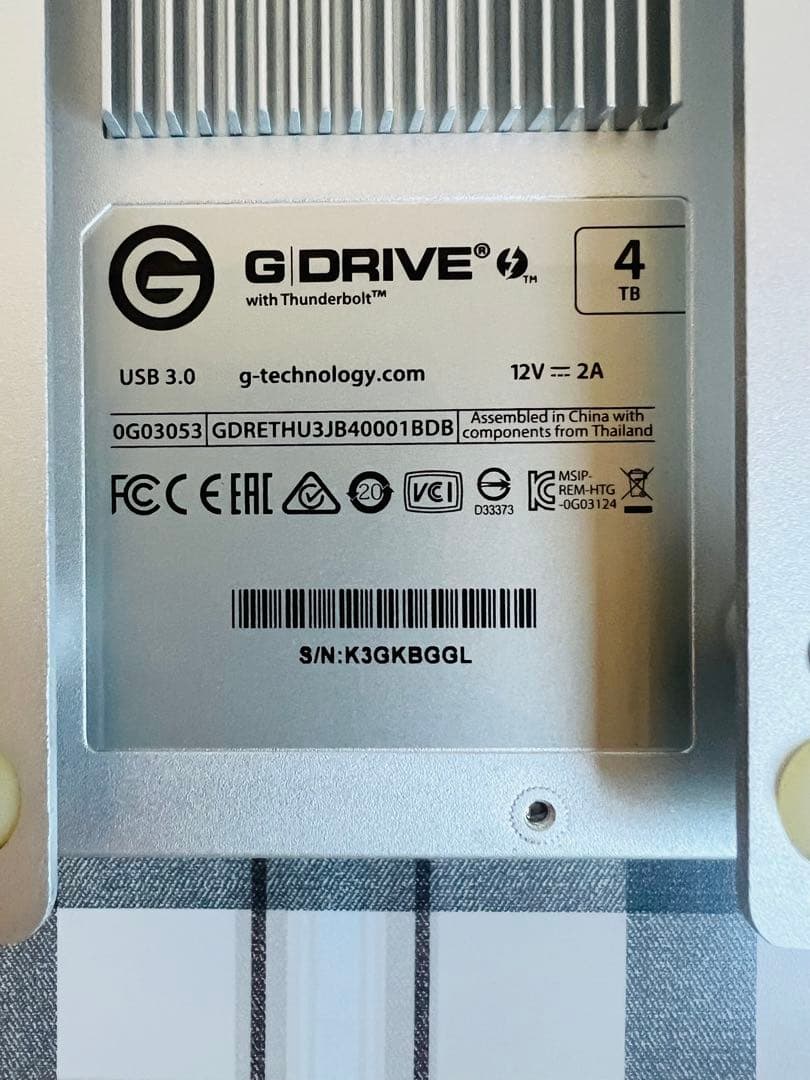 G G|DRIVE®
TM
with Thunderbolt™
4
TB
USB 3.0 g-technology.com 12V ⎓ 2A
0G03053 GDRETHU3JB40001BDB Assembled in China with
components from Thailand
FC CE EAC 20 VCI D33373 MSIP-
REM-HTG
-0G03124
S/N:K3GKBGGL